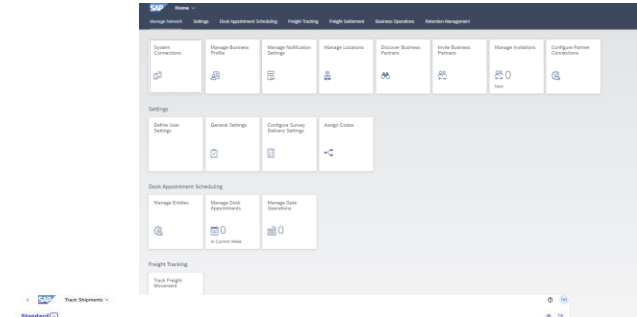 SAP Home
Manage Network Settings Dock Appointment Scheduling Freight Tracking Freight Settlement Business Operations Retention Management
System Connections
Manage Business Profile
Manage Notification Settings
Manage Locations
Discover Business Partners
Invite Business Partners
Manage Invitations
0
New
Configure Partner Connections
Settings
Define User Settings
General Settings
Configure Survey Delivery Settings
Assign Codes
Dock Appointment Scheduling
Manage Entities
Manage Dock Appointments
0
In Current Week
Manage Gate Operations
0
Freight Tracking
Track Freight Movement
SAP Track Shipments
Standard